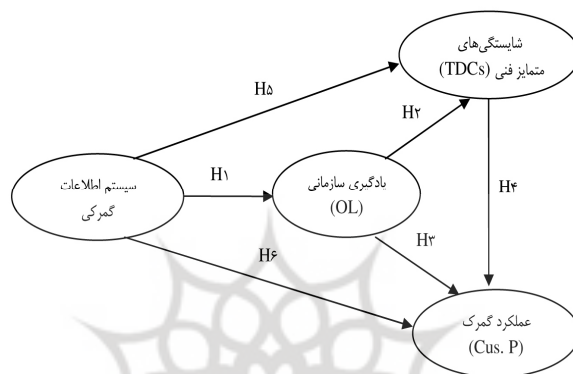 شایستگی‌های
متمایز فنی (TDCs)
H۵
H۲
H۱
یادگیری سازمانی
(OL)
سیستم اطلاعات
گمرکی
H۴
H۳
H۶
عملکرد گمرک
(Cus. P)